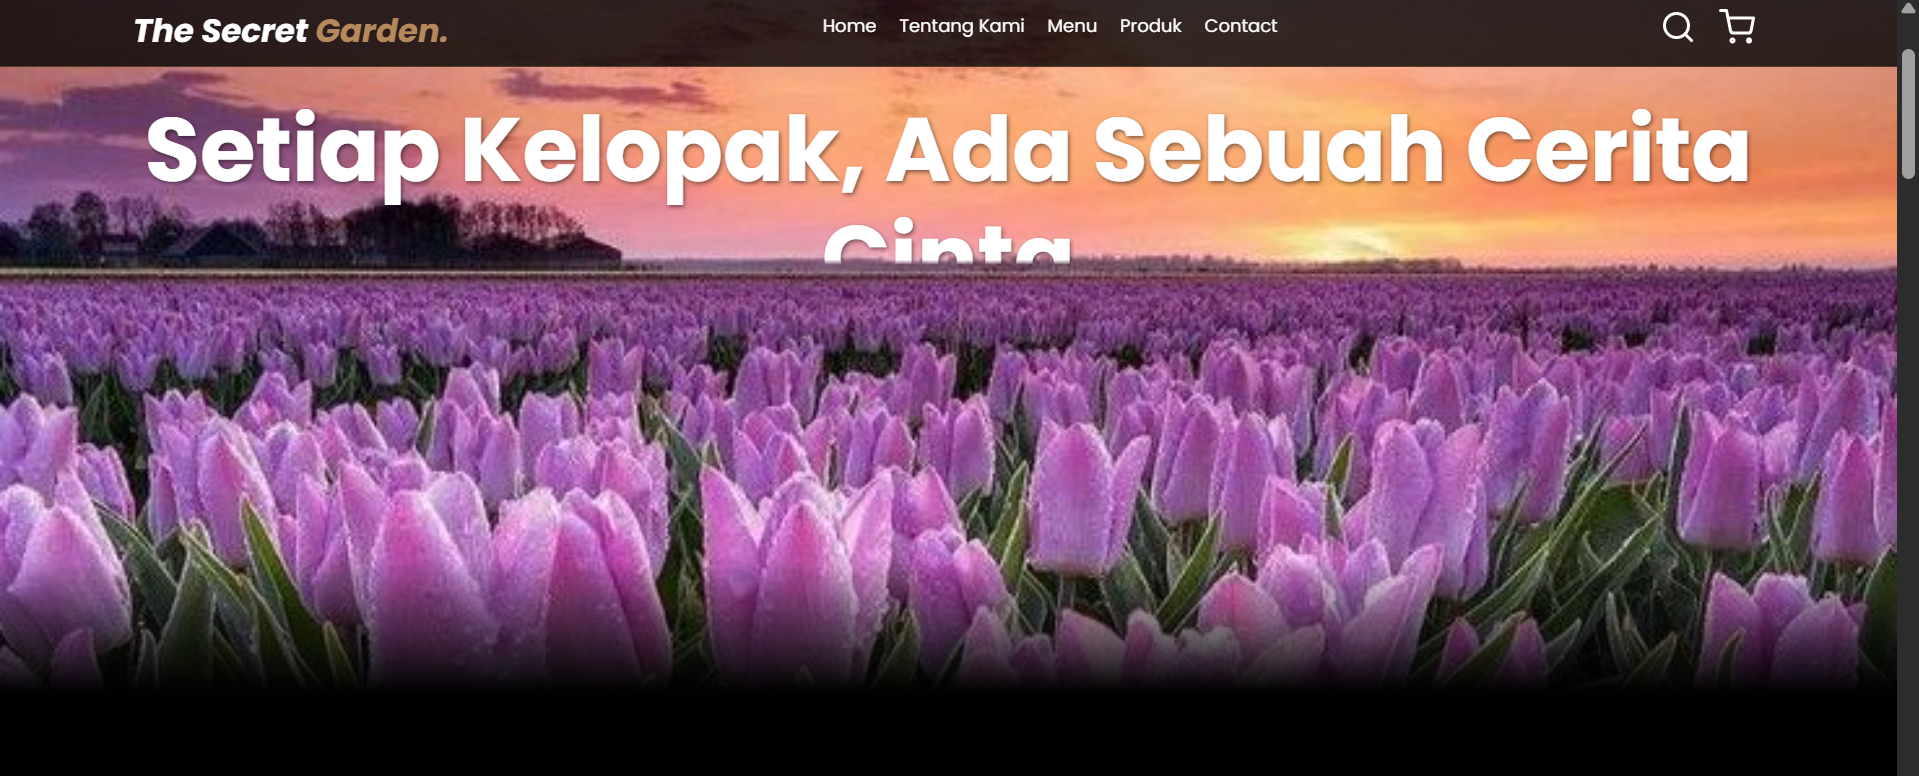 The Secret Garden.
Home Tentang Kami Menu Produk Contact
Setiap Kelopak, Ada Sebuah Cerita
Cinta